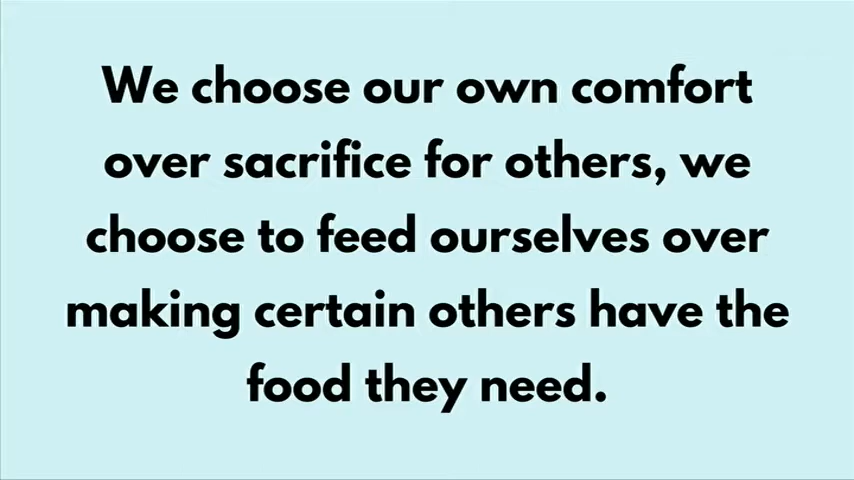 We choose our own comfort
over sacrifice for others, we
choose to feed ourselves over
making certain others have the
food they need.